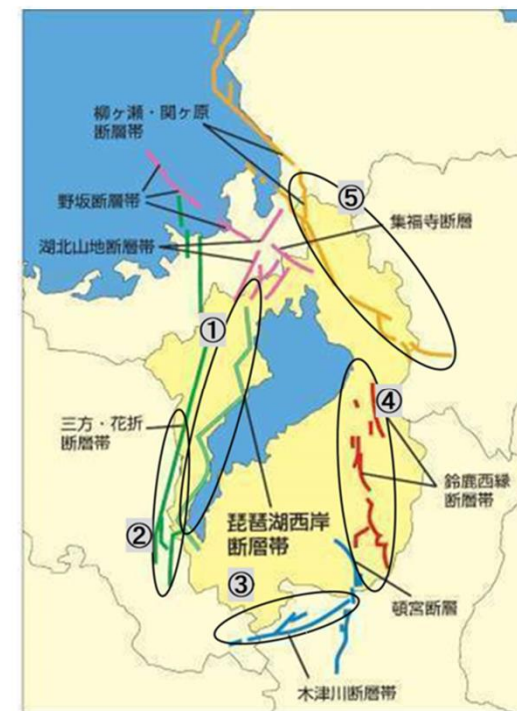 柳ヶ瀬・関ヶ原
断層帯
⑤
野坂断層帯
集福寺断層
湖北山地断層帯
①
④
三方・花折
断層帯
鈴鹿西縁
断層帯
琵琶湖西岸
断層帯
②
③
頓宮断層
木津川断層帯